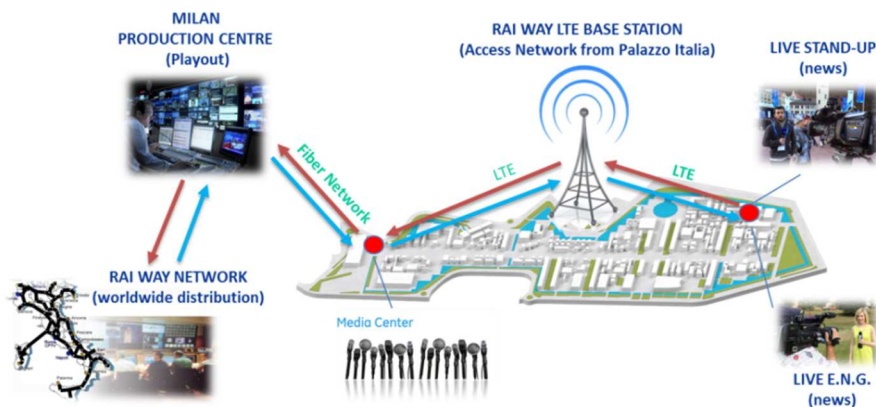 MILAN
PRODUCTION CENTRE
(Playout)
RAI WAY LTE BASE STATION
(Access Network from Palazzo Italia)
LIVE STAND-UP
(news)
Fiber Network
LTE
LTE
RAI WAY NETWORK
(worldwide distribution)
Media Center
LIVE E.N.G.
(news)